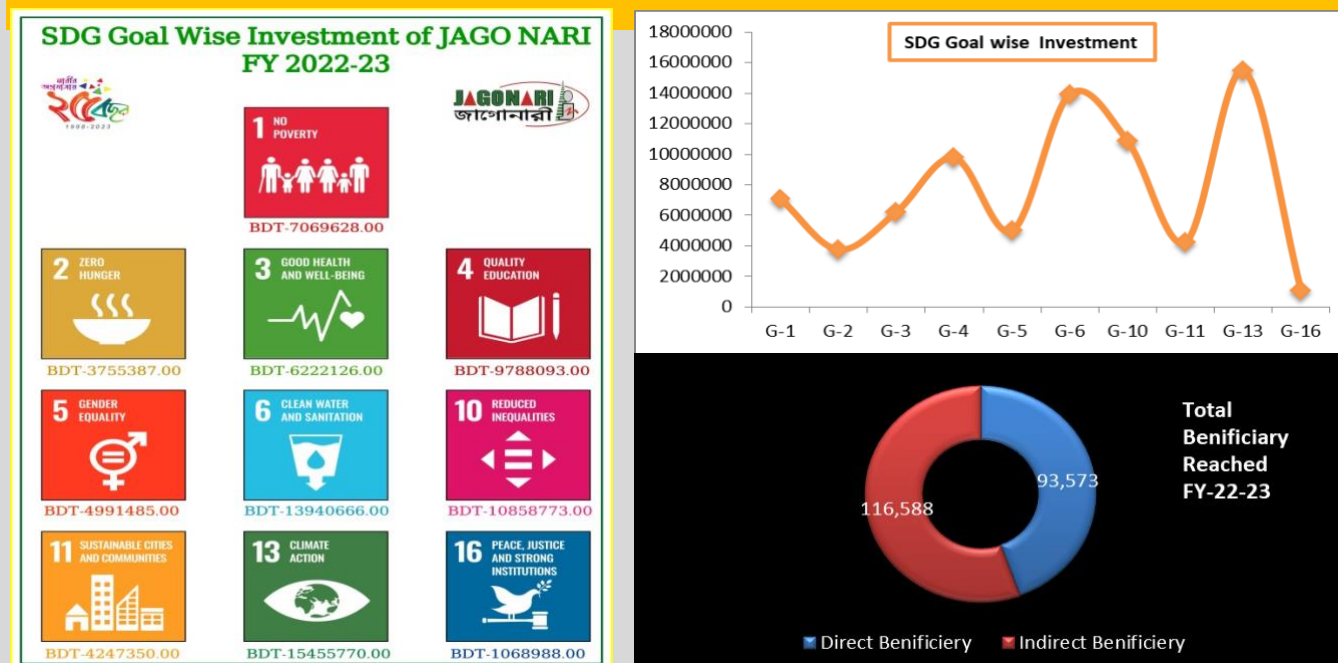 SDG Goal Wise Investment of JAGO NARI
FY 2022-23
1998-2023
JAGONARI
জাগোনারী
1 NO
POVERTY
BDT-7069628.00
2 ZERO
HUNGER
BDT-3755387.00
3 GOOD HEALTH
AND WELL-BEING
BDT-6222126.00
4 QUALITY
EDUCATION
BDT-9788093.00
5 GENDER
EQUALITY
BDT-4991485.00
6 CLEAN WATER
AND SANITATION
BDT-13940666.00
10 REDUCED
INEQUALITIES
BDT-10858773.00
11 SUSTAINABLE CITIES
AND COMMUNITIES
BDT-4247350.00
13 CLIMATE
ACTION
BDT-15455770.00
16 PEACE, JUSTICE
AND STRONG
INSTITUTIONS
BDT-1068988.00
SDG Goal wise Investment
18000000
16000000
14000000
12000000
10000000
8000000
6000000
4000000
2000000
0
G-1 G-2 G-3 G-4 G-5 G-6 G-10 G-11 G-13 G-16
Total
Benificiary
Reached
FY-22-23
93,573
116,588
Direct Benificiery Indirect Benificiery